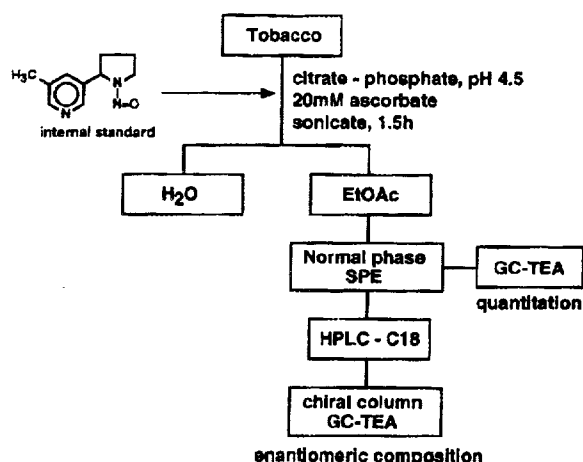 Tobacco
H₃C
N
N
N=O
internal standard
citrate - phosphate, pH 4.5
20mM ascorbate
sonicate, 1.5h
H₂O
EtOAc
Normal phase
SPE
GC-TEA
quantitation
HPLC - C18
chiral column
GC-TEA
enantiomeric composition